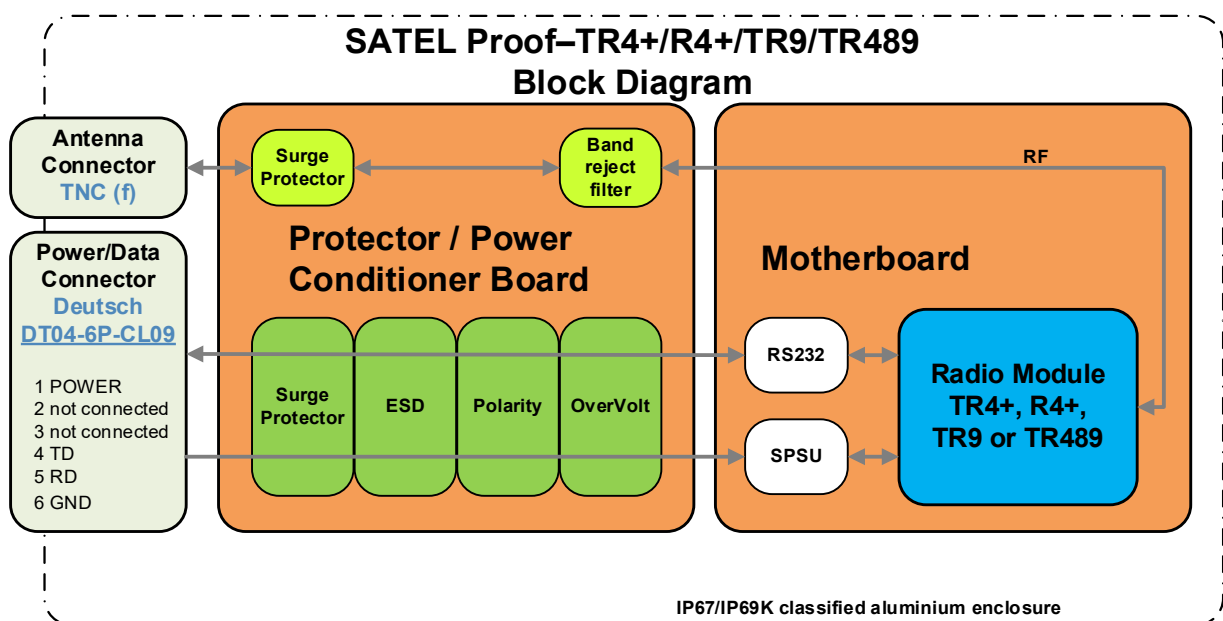 SATEL Proof–TR4+/R4+/TR9/TR489
Block Diagram
Antenna
Connector
TNC (f)
Surge
Protector
Band
reject
filter
RF
Power/Data
Connector
Deutsch
DT04-6P-CL09
1 POWER
2 not connected
3 not connected
4 TD
5 RD
6 GND
Protector / Power
Conditioner Board
Surge
Protector
ESD
Polarity
OverVolt
Motherboard
RS232
SPSU
Radio Module
TR4+, R4+,
TR9 or TR489
IP67/IP69K classified aluminium enclosure